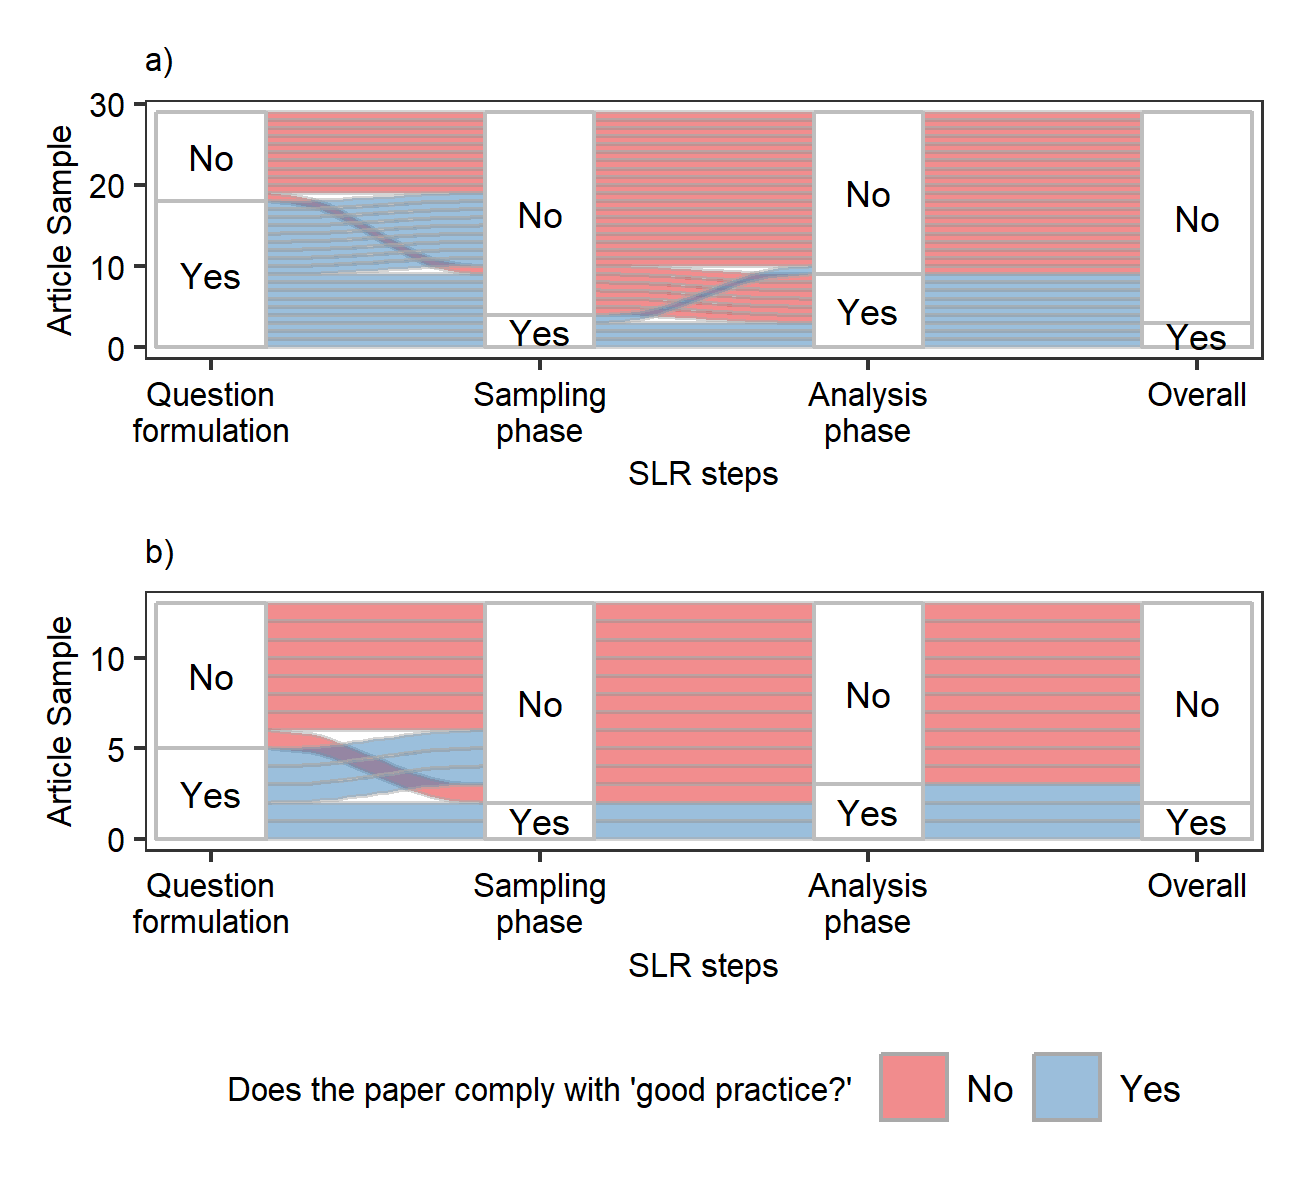 a)
Article Sample
30
20
10
0
No
Yes
No
Yes
No
Yes
No
Yes
Question
formulation
Sampling
phase
Analysis
phase
Overall
SLR steps
b)
Article Sample
10
5
0
No
Yes
No
Yes
No
Yes
No
Yes
Question
formulation
Sampling
phase
Analysis
phase
Overall
SLR steps
Does the paper comply with 'good practice?'
No
Yes